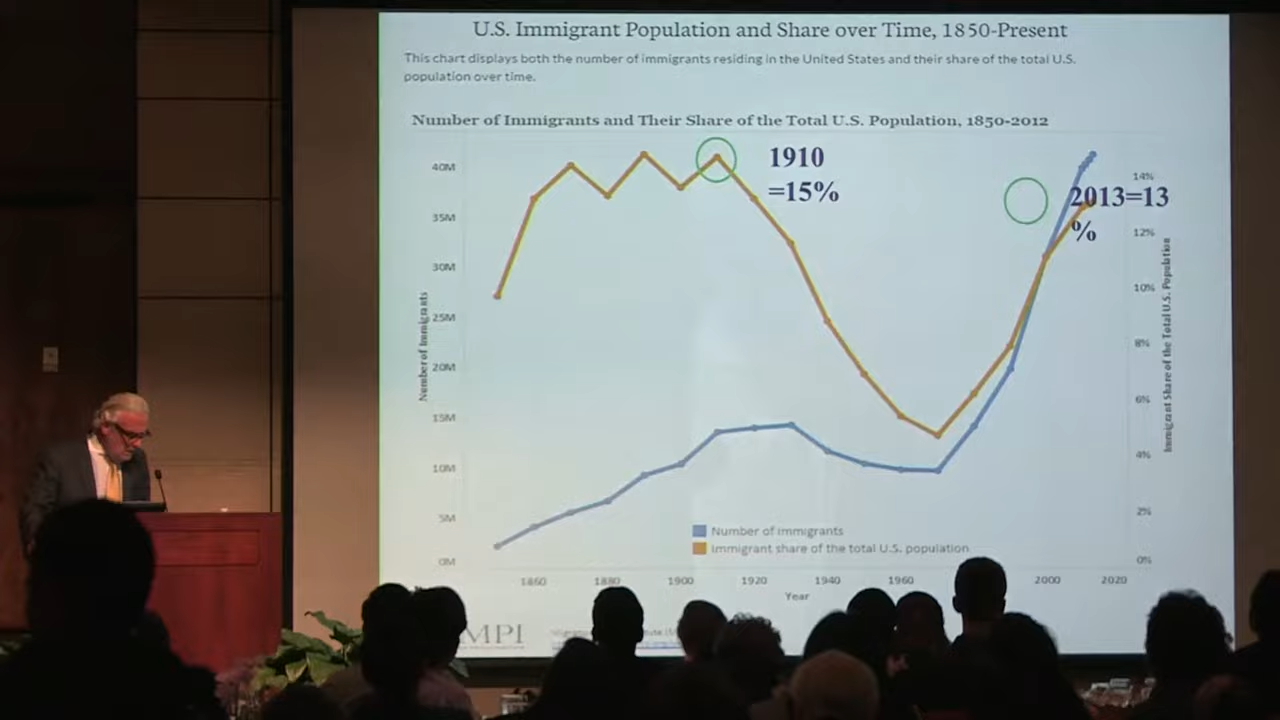 U.S. Immigrant Population and Share over Time, 1850-Present
This chart displays both the number of immigrants residing in the United States and their share of the total U.S.
population over time.
Number of Immigrants and Their Share of the Total U.S. Population, 1850-2012
1910
=15%
2013=13
%
40M
35M
30M
25M
20M
15M
10M
5M
0M
Number of Immigrants
14%
12%
10%
8%
6%
4%
2%
0%
Immigrant Share of the Total U.S. Population
Number of immigrants
Immigrant share of the total U.S. population
1860
1880
1900
1920
1940
1960
2000
2020
Year
MPI